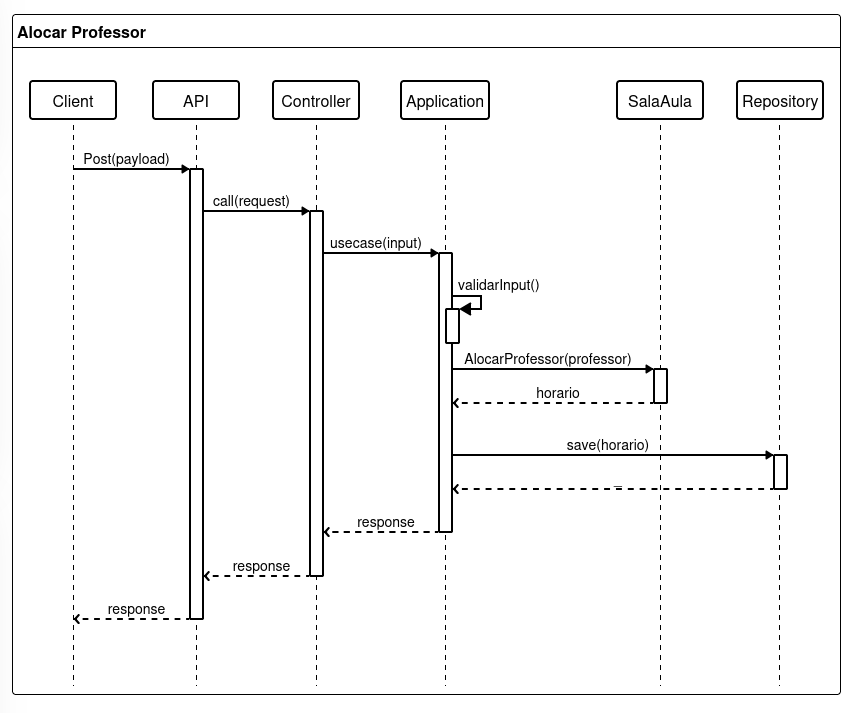 Alocar Professor
Client
API
Controller
Application
SalaAula
Repository
Post(payload)
call(request)
usecase(input)
validarInput()
AlocarProfessor(professor)
horario
save(horario)
_
response
response
response